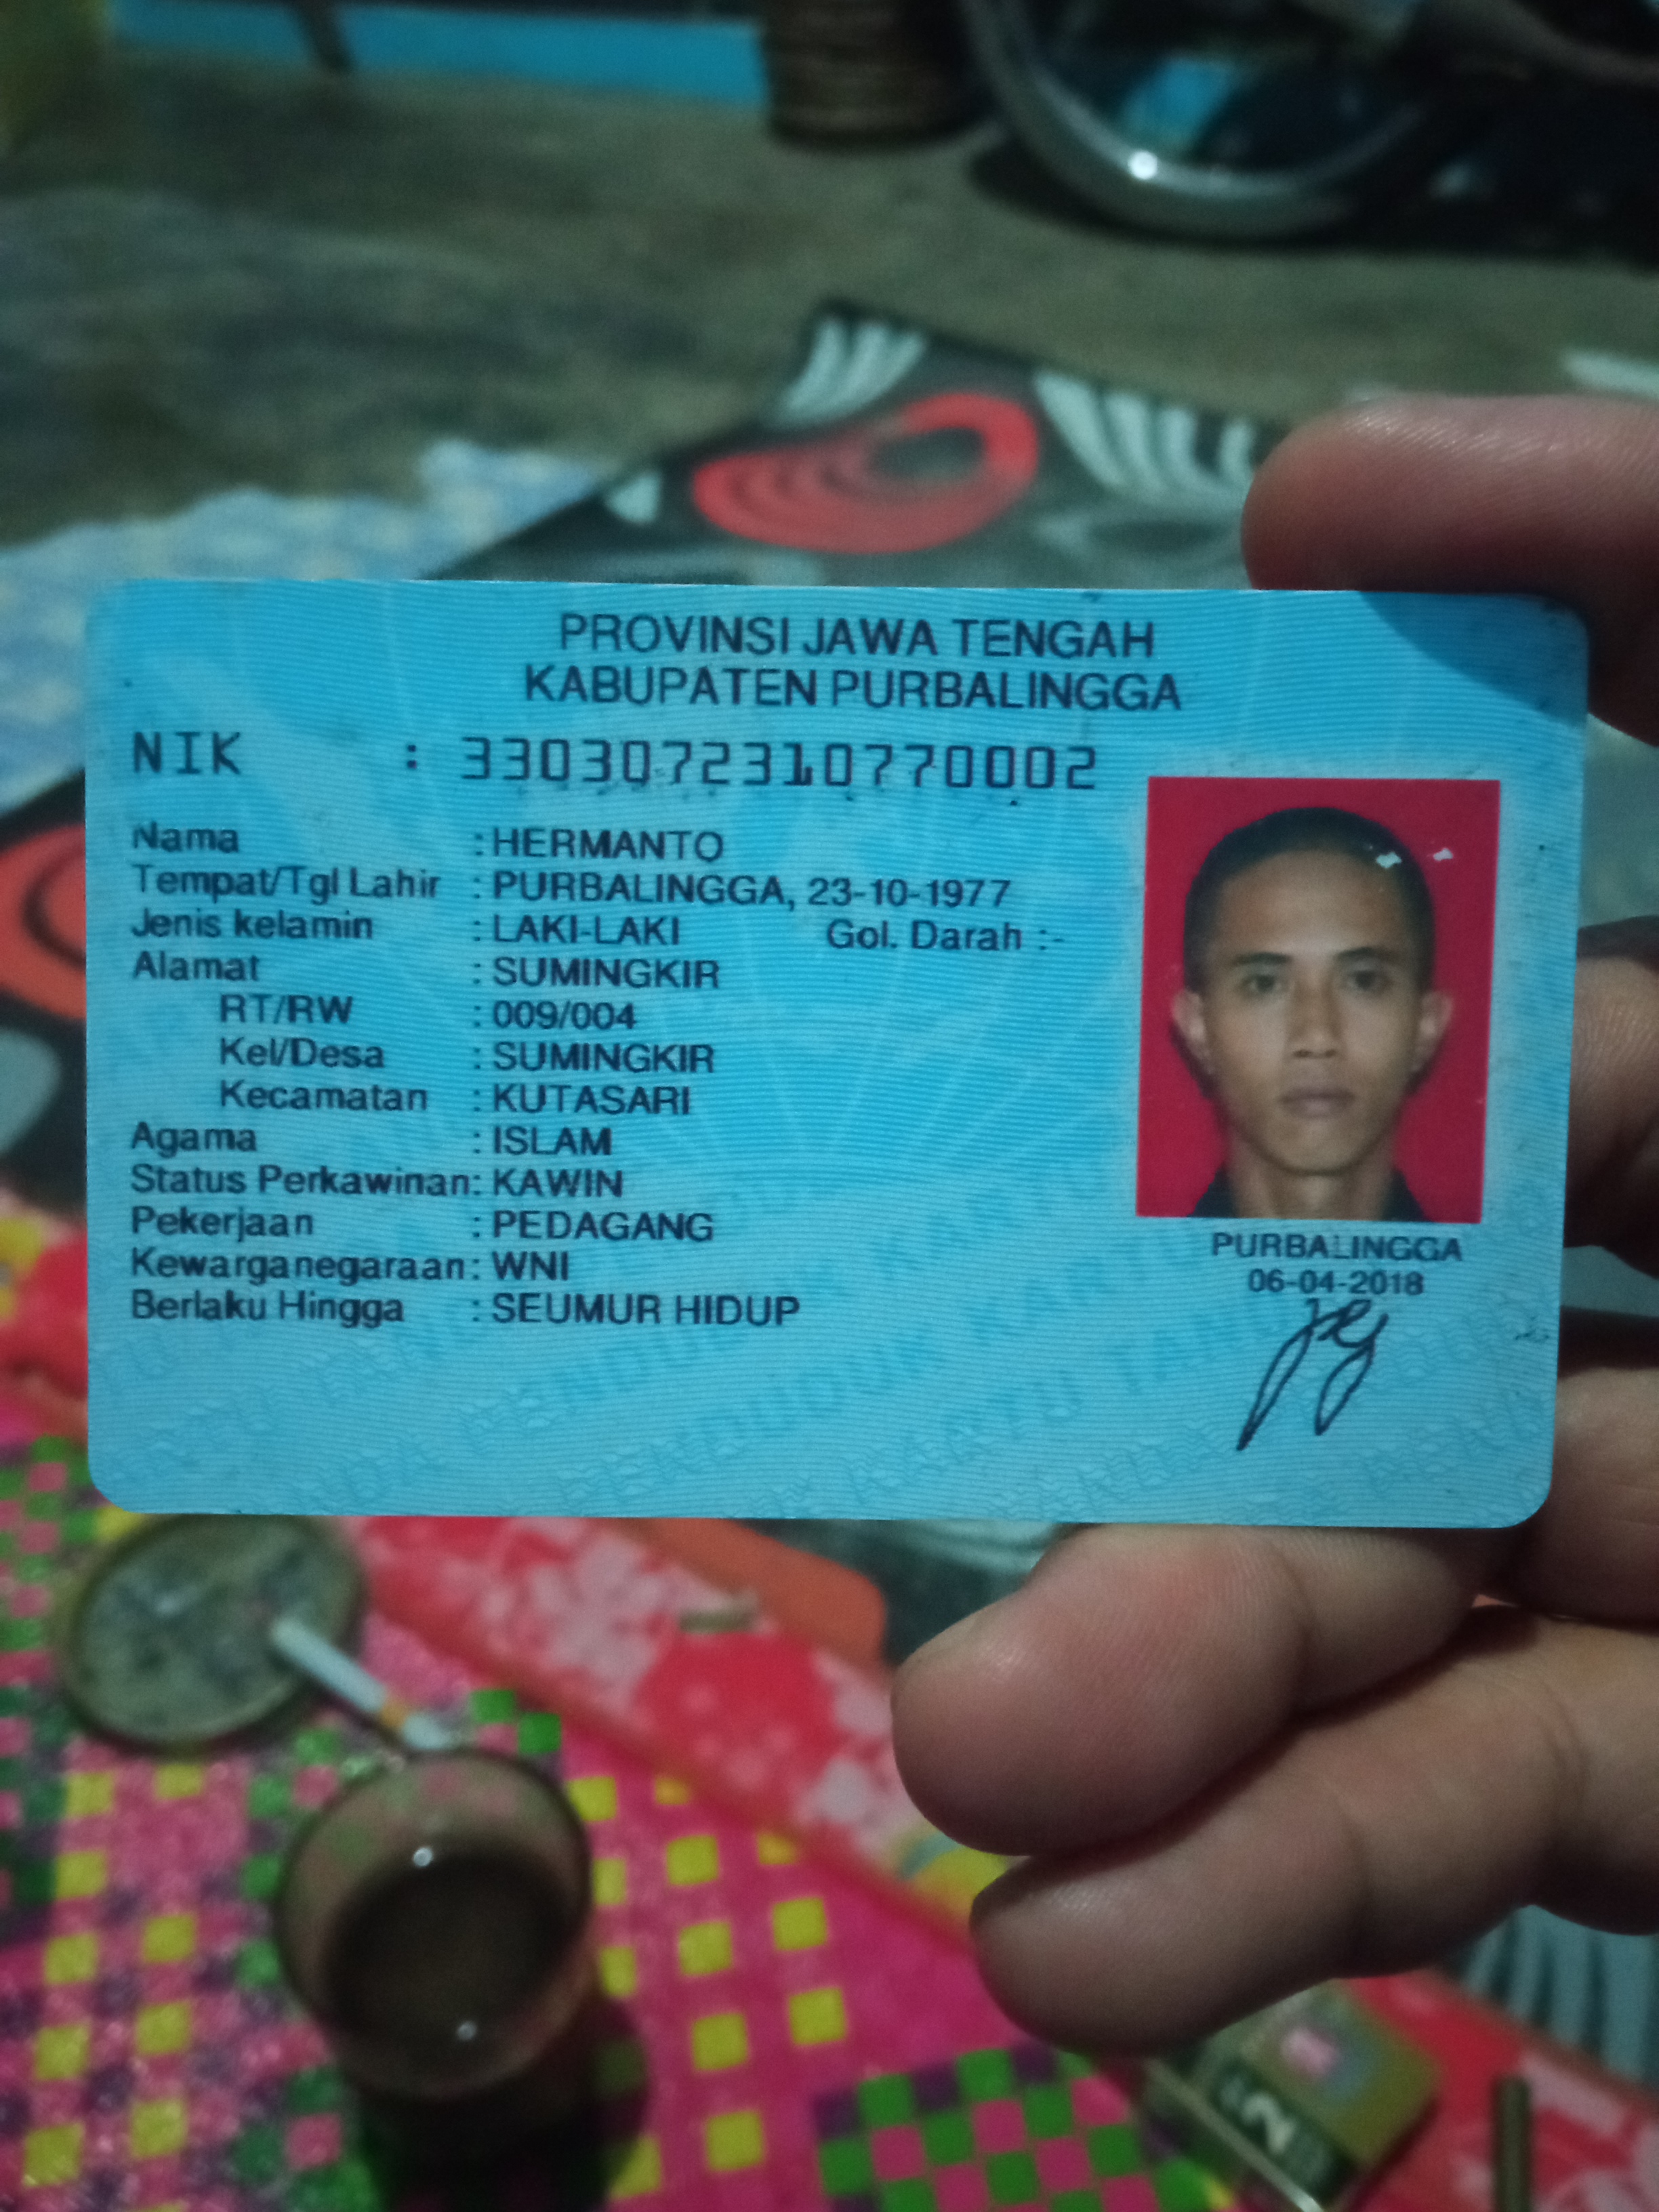 PROVINSI JAWA TENGAH
KABUPATEN PURBALINGGA
NIK : 3303072310770002
Nama : HERMANTO
Tempat/Tgl Lahir : PURBALINGGA, 23-10-1977
Jenis kelamin : LAKI-LAKI Gol. Darah :-
Alamat : SUMINGKIR
RT/RW : 009/004
Kel/Desa : SUMINGKIR
Kecamatan : KUTASARI
Agama : ISLAM
Status Perkawinan: KAWIN
Pekerjaan : PEDAGANG
Kewarganegaraan: WNI
Berlaku Hingga : SEUMUR HIDUP
PURBALINGGA
06-04-2018